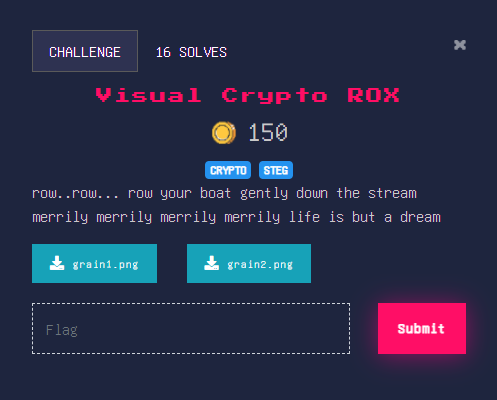 CHALLENGE
16 SOLVES
✖
Visual Crypto ROX
150
CRYPTO
STEG
row..row... row your boat gently down the stream
merrily merrily merrily merrily life is but a dream
grain1.png
grain2.png
Flag
Submit